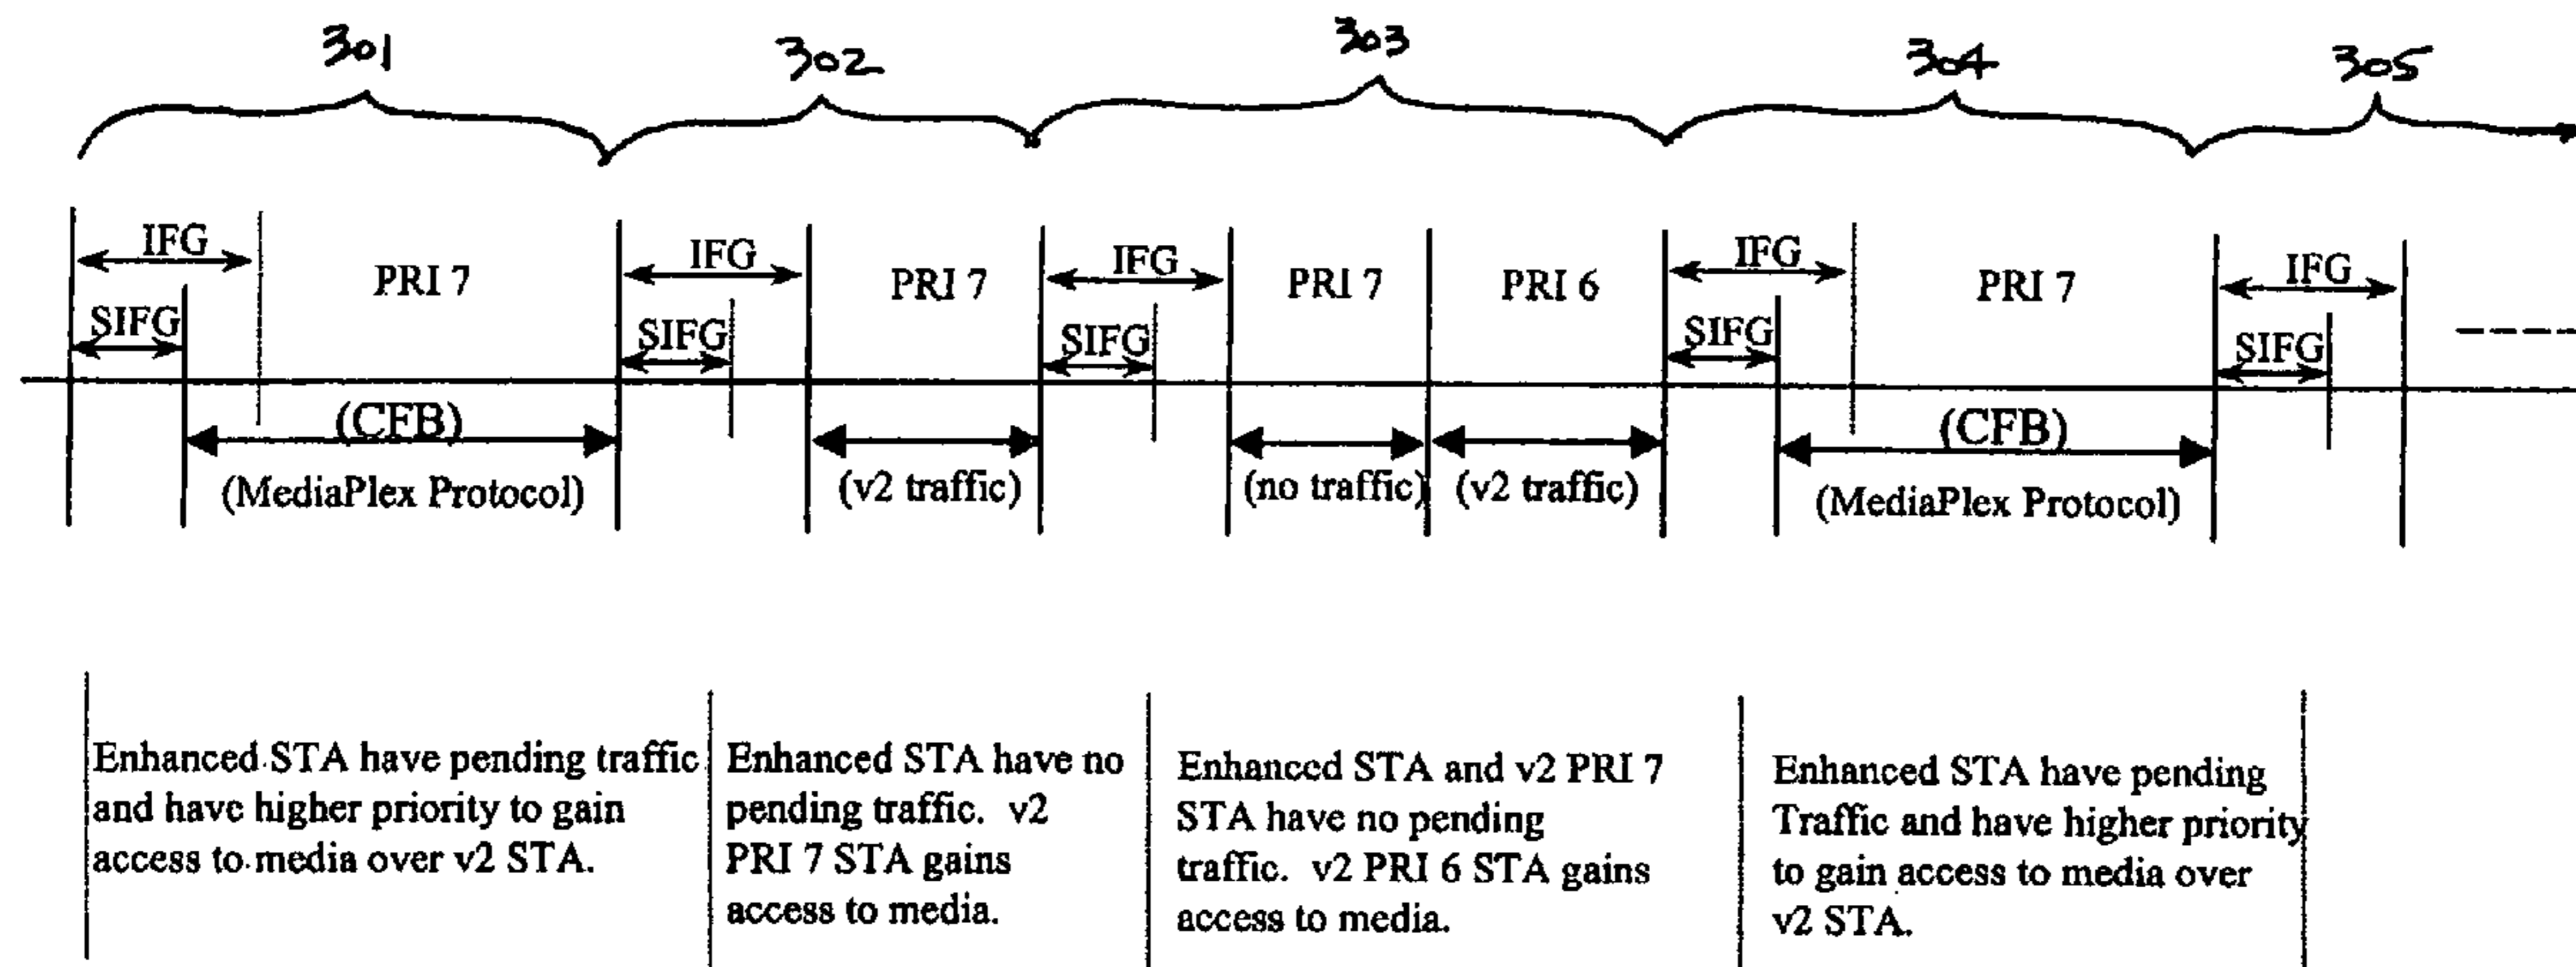 301
302
303
304
305
IFG
PRI 7
SIFG
IFG
PRI 7
SIFG
IFG
PRI 7
PRI 6
SIFG
IFG
PRI 7
SIFG
IFG
SIFG
(CFB)
(MediaPlex Protocol)
(v2 traffic)
(no traffic)
(v2 traffic)
(CFB)
(MediaPlex Protocol)
Enhanced STA have pending traffic
and have higher priority to gain
access to media over v2 STA.
Enhanced STA have no
pending traffic. v2
PRI 7 STA gains
access to media.
Enhanced STA and v2 PRI 7
STA have no pending
traffic. v2 PRI 6 STA gains
access to media.
Enhanced STA have pending
Traffic and have higher priority
to gain access to media over
v2 STA.